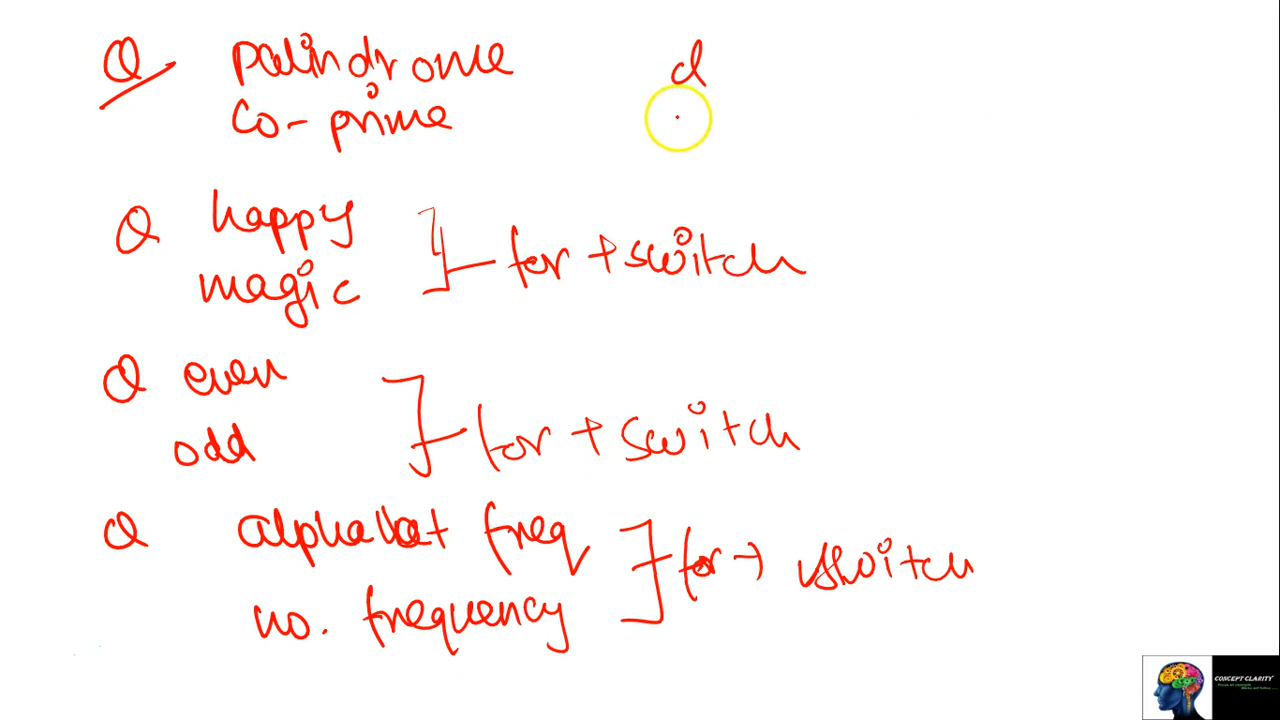 Q palindrome d
co-prime
Q happy
magic } for + switch
Q even
odd } for + switch
Q alphabet freq
no. frequency } for → switch
CONCEPT CLARITY